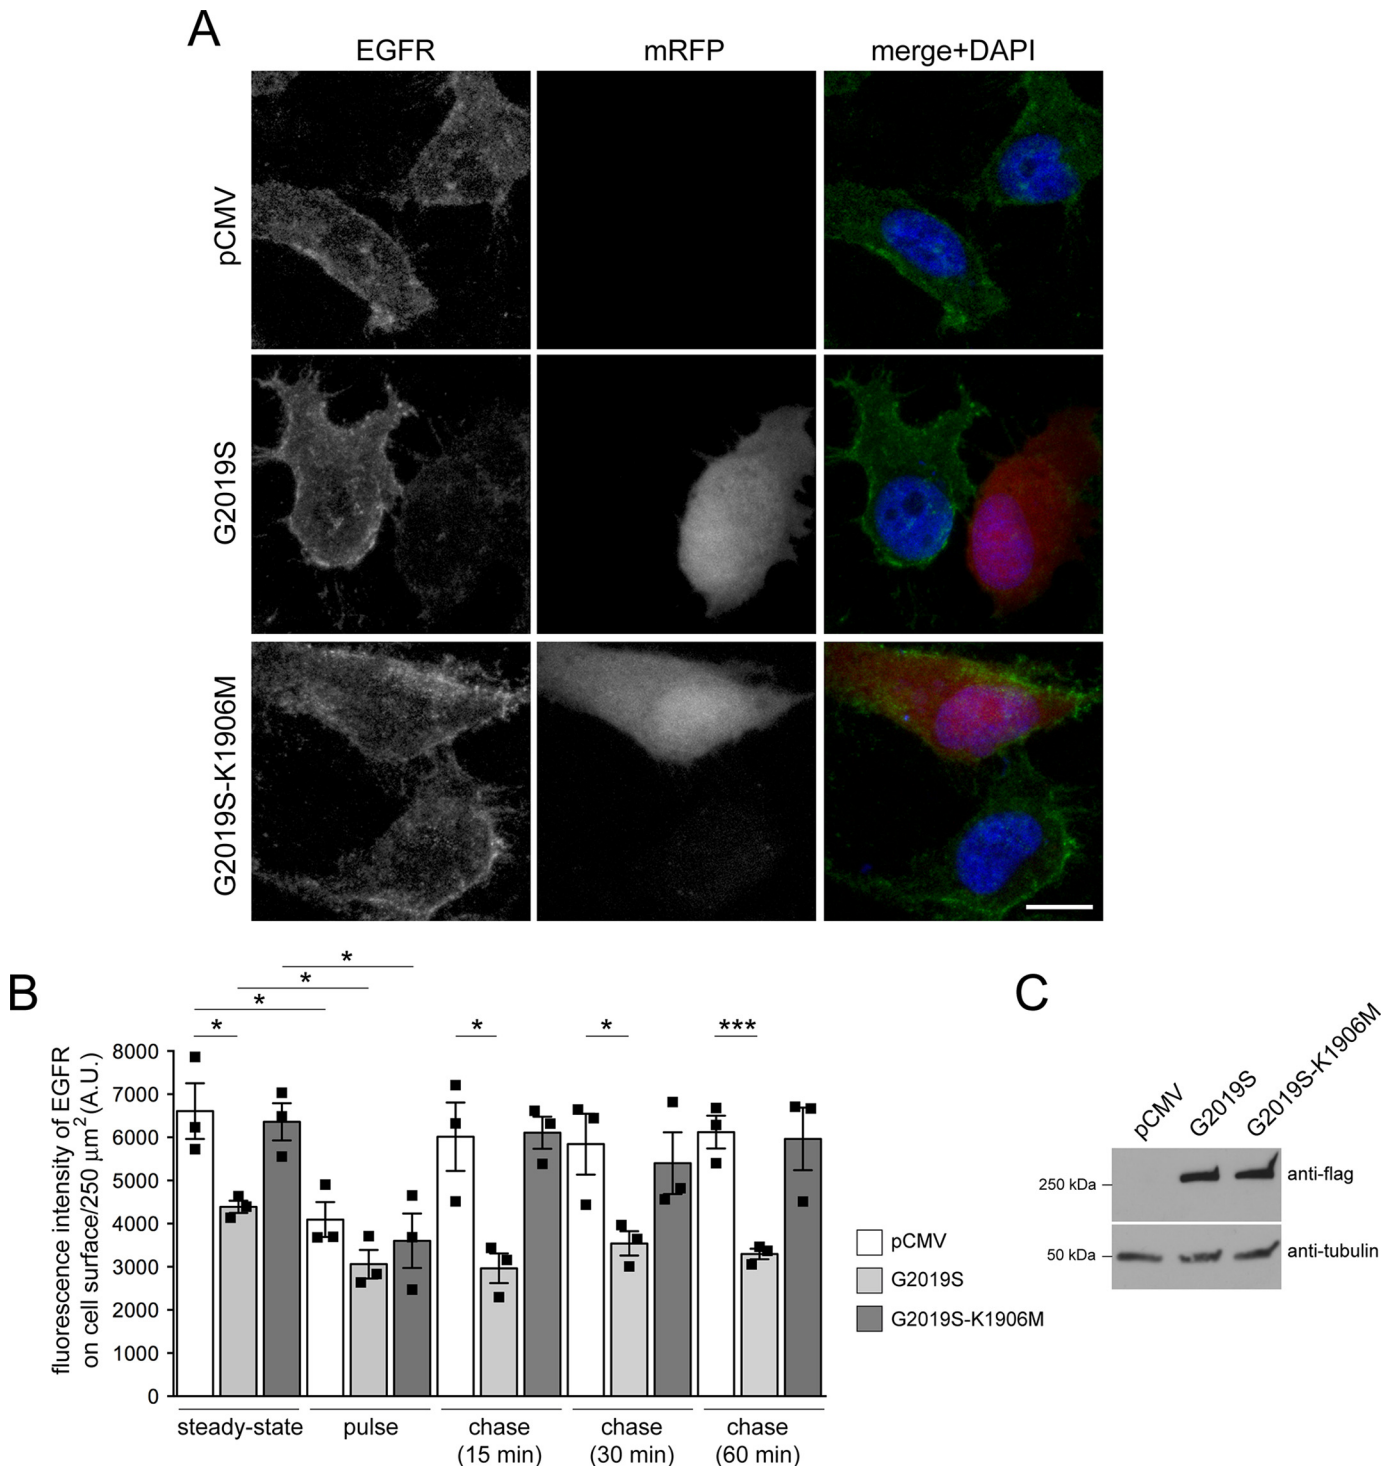 A
EGFR
mRFP
merge+DAPI
pCMV
G2019S
G2019S-K1906M
B
*
*
*
*
*
*
***
fluorescence intensity of EGFR
on cell surface/250 µm2 (A.U.)
8000
7000
6000
5000
4000
3000
2000
1000
0
steady-state
pulse
chase
(15 min)
chase
(30 min)
chase
(60 min)
pCMV
G2019S
G2019S-K1906M
C
pCMV
G2019S
G2019S-K1906M
250 kDa
anti-flag
50 kDa
anti-tubulin